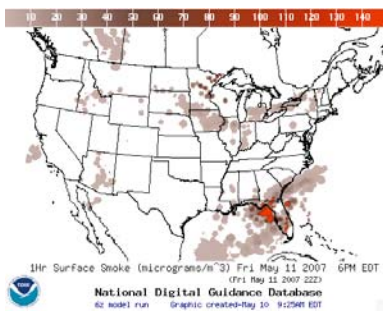 10 20 30 40 50 60 70 80 90 100 110 120 130 140
1Hr Surface Smoke (micrograms/m^3) Fri May 11 2007 6PM EDT
(Fri May 11 2007 22Z)
National Digital Guidance Database
6z model run Graphic created-May 10 9:25AM EDT